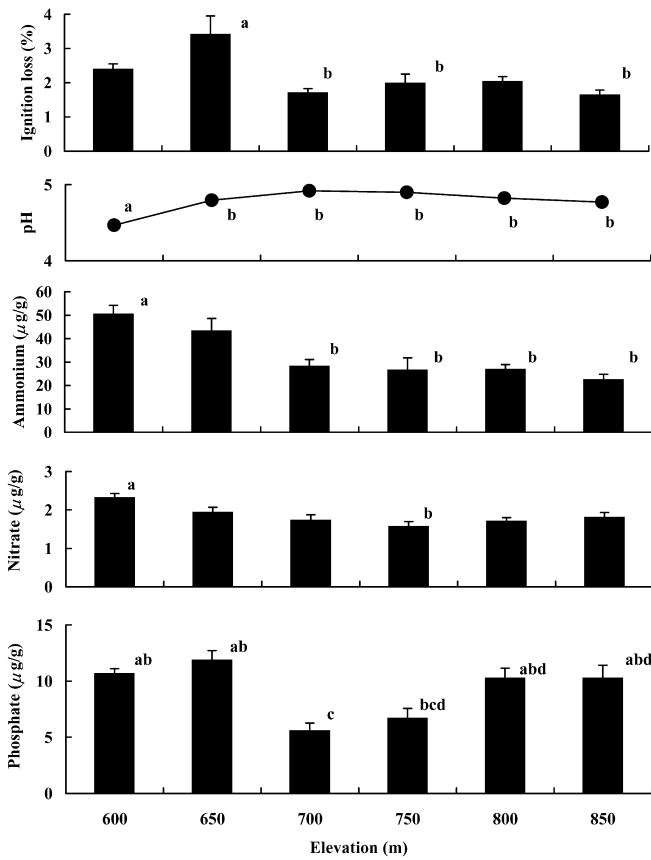 4
3
2
1
0
Ignition loss (%)
a
b
b
b
5
4
pH
a
b
b
b
b
b
60
50
40
30
20
10
0
Ammonium (μg/g)
a
b
b
b
b
3
2
1
0
Nitrate (μg/g)
a
b
15
10
5
0
Phosphate (μg/g)
ab
ab
c
bcd
abd
abd
600 650 700 750 800 850
Elevation (m)